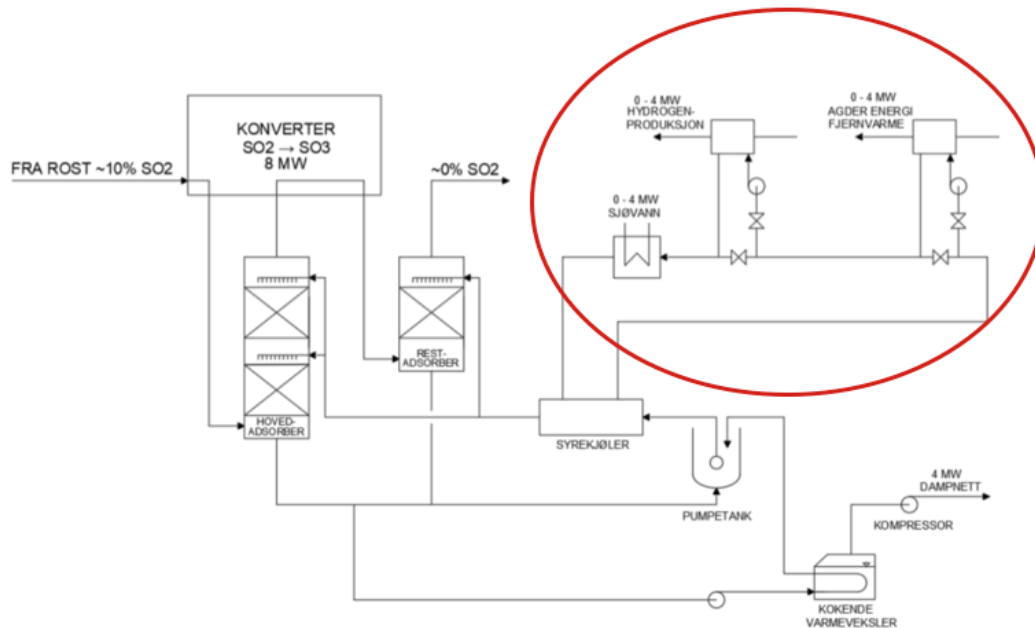 0 - 4 MW
HYDROGEN-
PRODUKSJON
0 - 4 MW
AGDER ENERGI
FJERNVARME
KONVERTER
SO2 → SO3
8 MW
FRA ROST ~10% SO2
~0% SO2
0 - 4 MW
SJØVANN
REST-
ADSORBER
HOVED-
ADSORBER
SYREKJØLER
PUMPETANK
4 MW
DAMPNETT
KOMPRESSOR
KOKENDE
VARMEVEKSLER